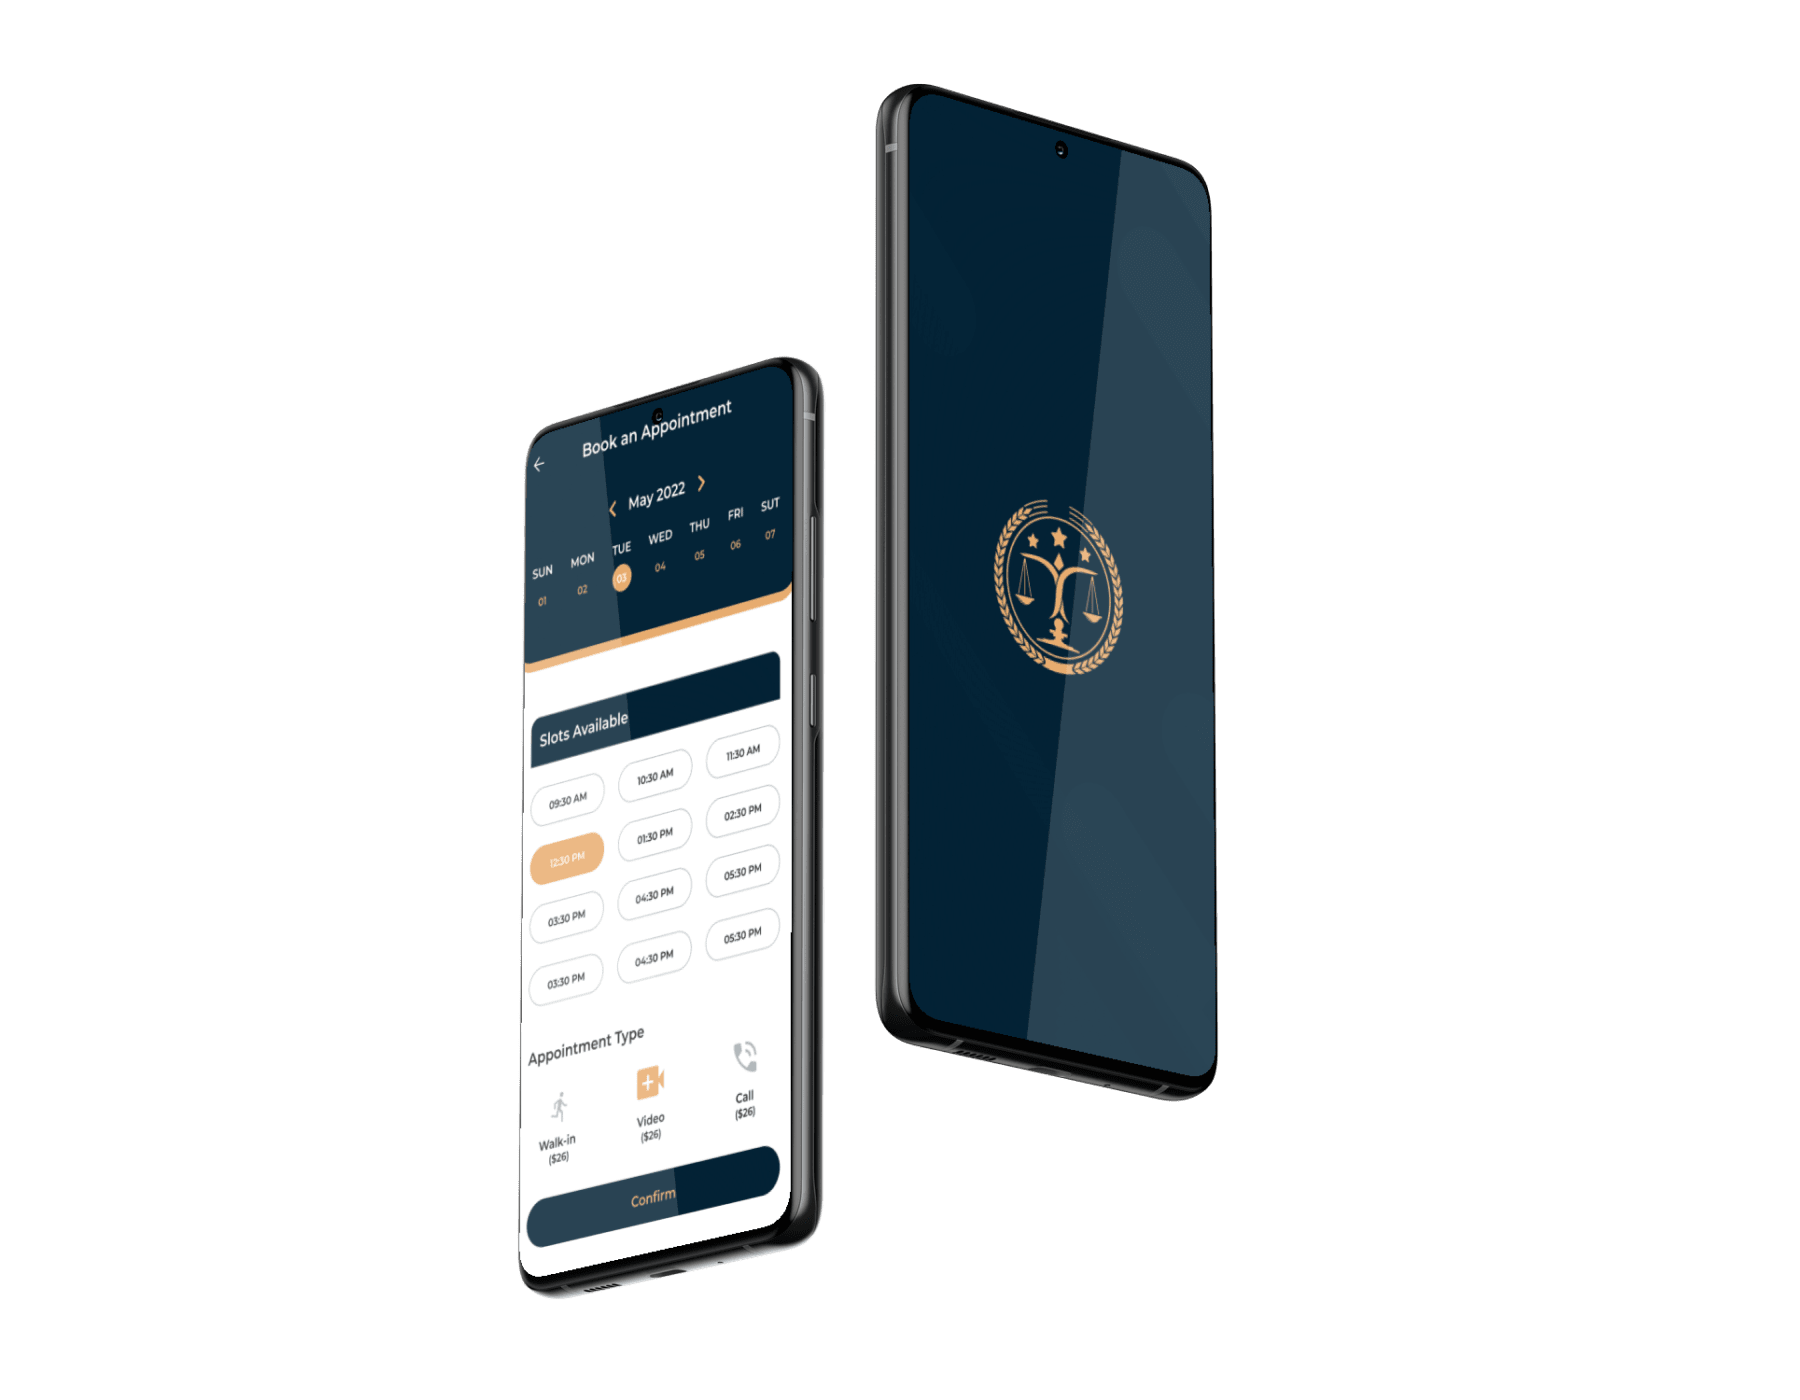 Book an Appointment
May 2022
SUN MON TUE WED THU FRI SUT
01 02 03 04 05 06 07
Slots Available
09:30 AM 10:30 AM 11:30 AM
12:30 PM 01:30 PM 02:30 PM
03:30 PM 04:30 PM 05:30 PM
03:30 PM 04:30 PM 05:30 PM
Appointment Type
Walk-in Video Call
($26) ($26) ($26)
Confirm